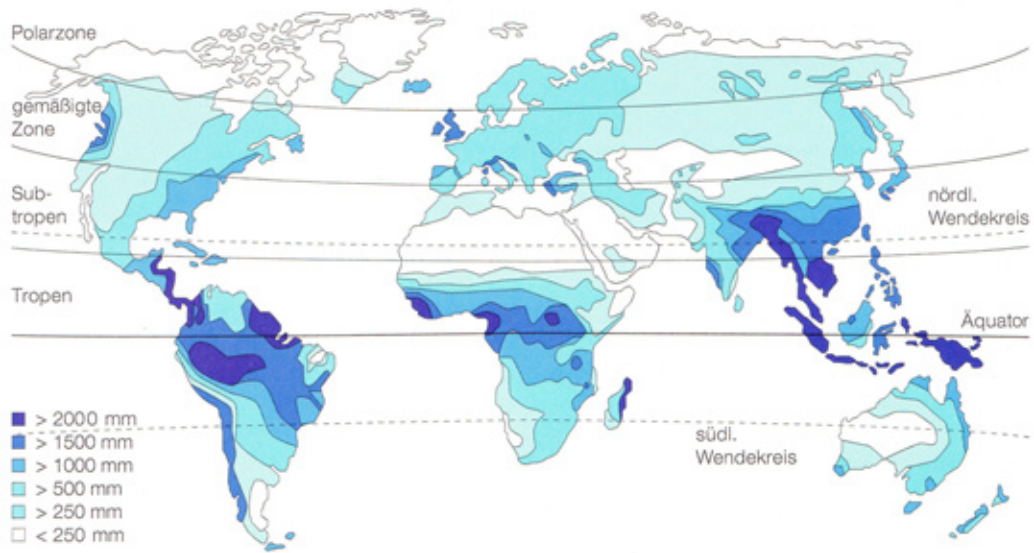 Polarzone
gemäßigte
Zone
Sub-
tropen
nördl.
Wendekreis
Tropen
Äquator
südl.
Wendekreis
> 2000 mm
> 1500 mm
> 1000 mm
> 500 mm
> 250 mm
< 250 mm